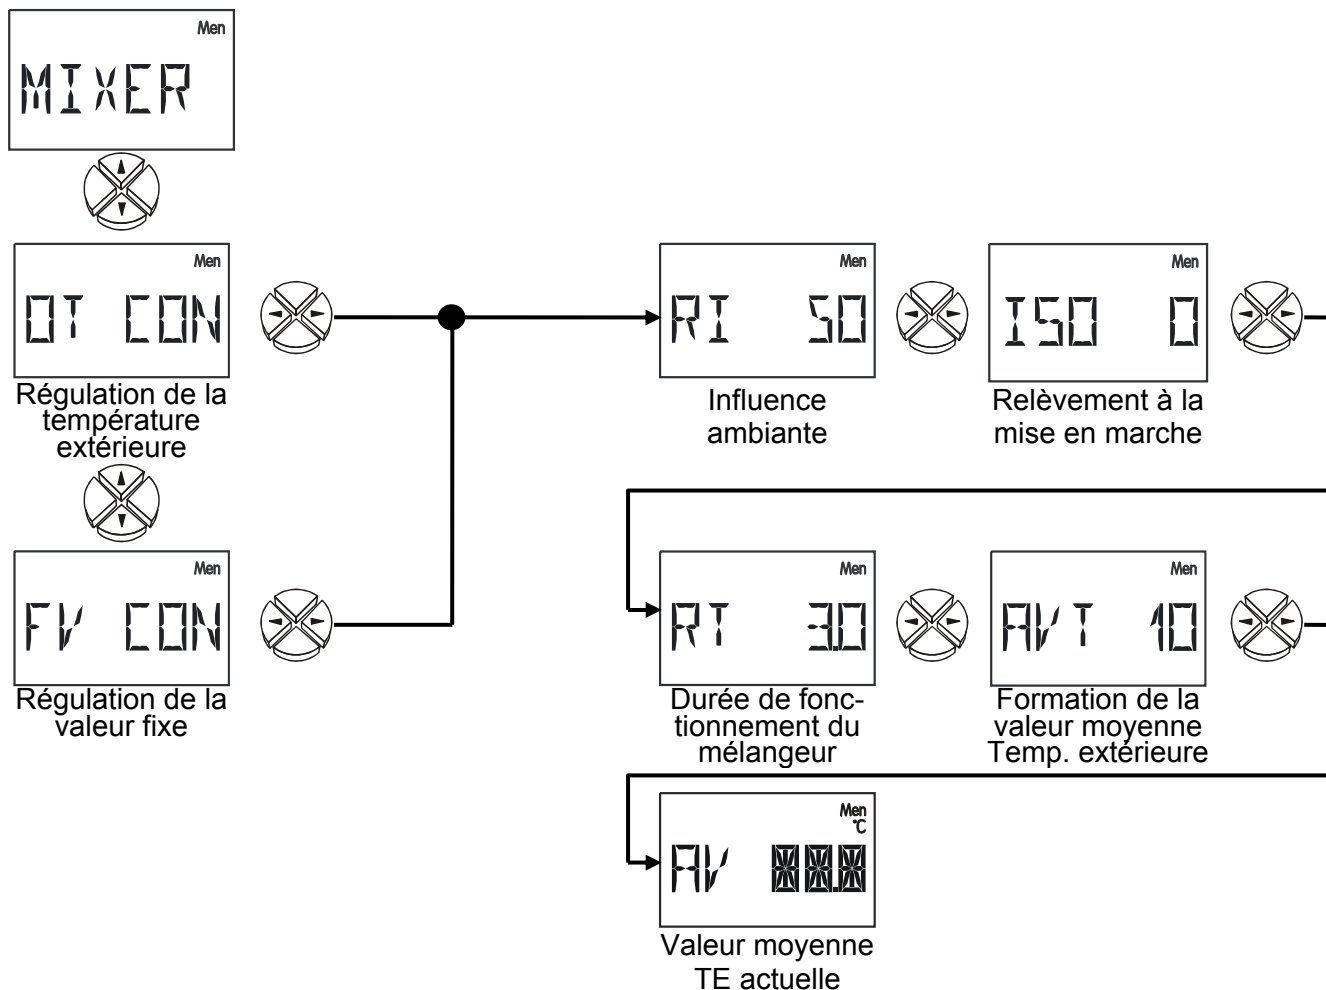 Men
MIXER
Men
OT CON
Régulation de la
température
extérieure
Men
RI 50
Influence
ambiante
Men
ISO 0
Relèvement à la
mise en marche
Men
FV CON
Régulation de la
valeur fixe
Men
RT 3.0
Durée de fonc-
tionnement du
mélangeur
Men
AVT 10
Formation de la
valeur moyenne
Temp. extérieure
Men
°C
AV 88.8
Valeur moyenne
TE actuelle